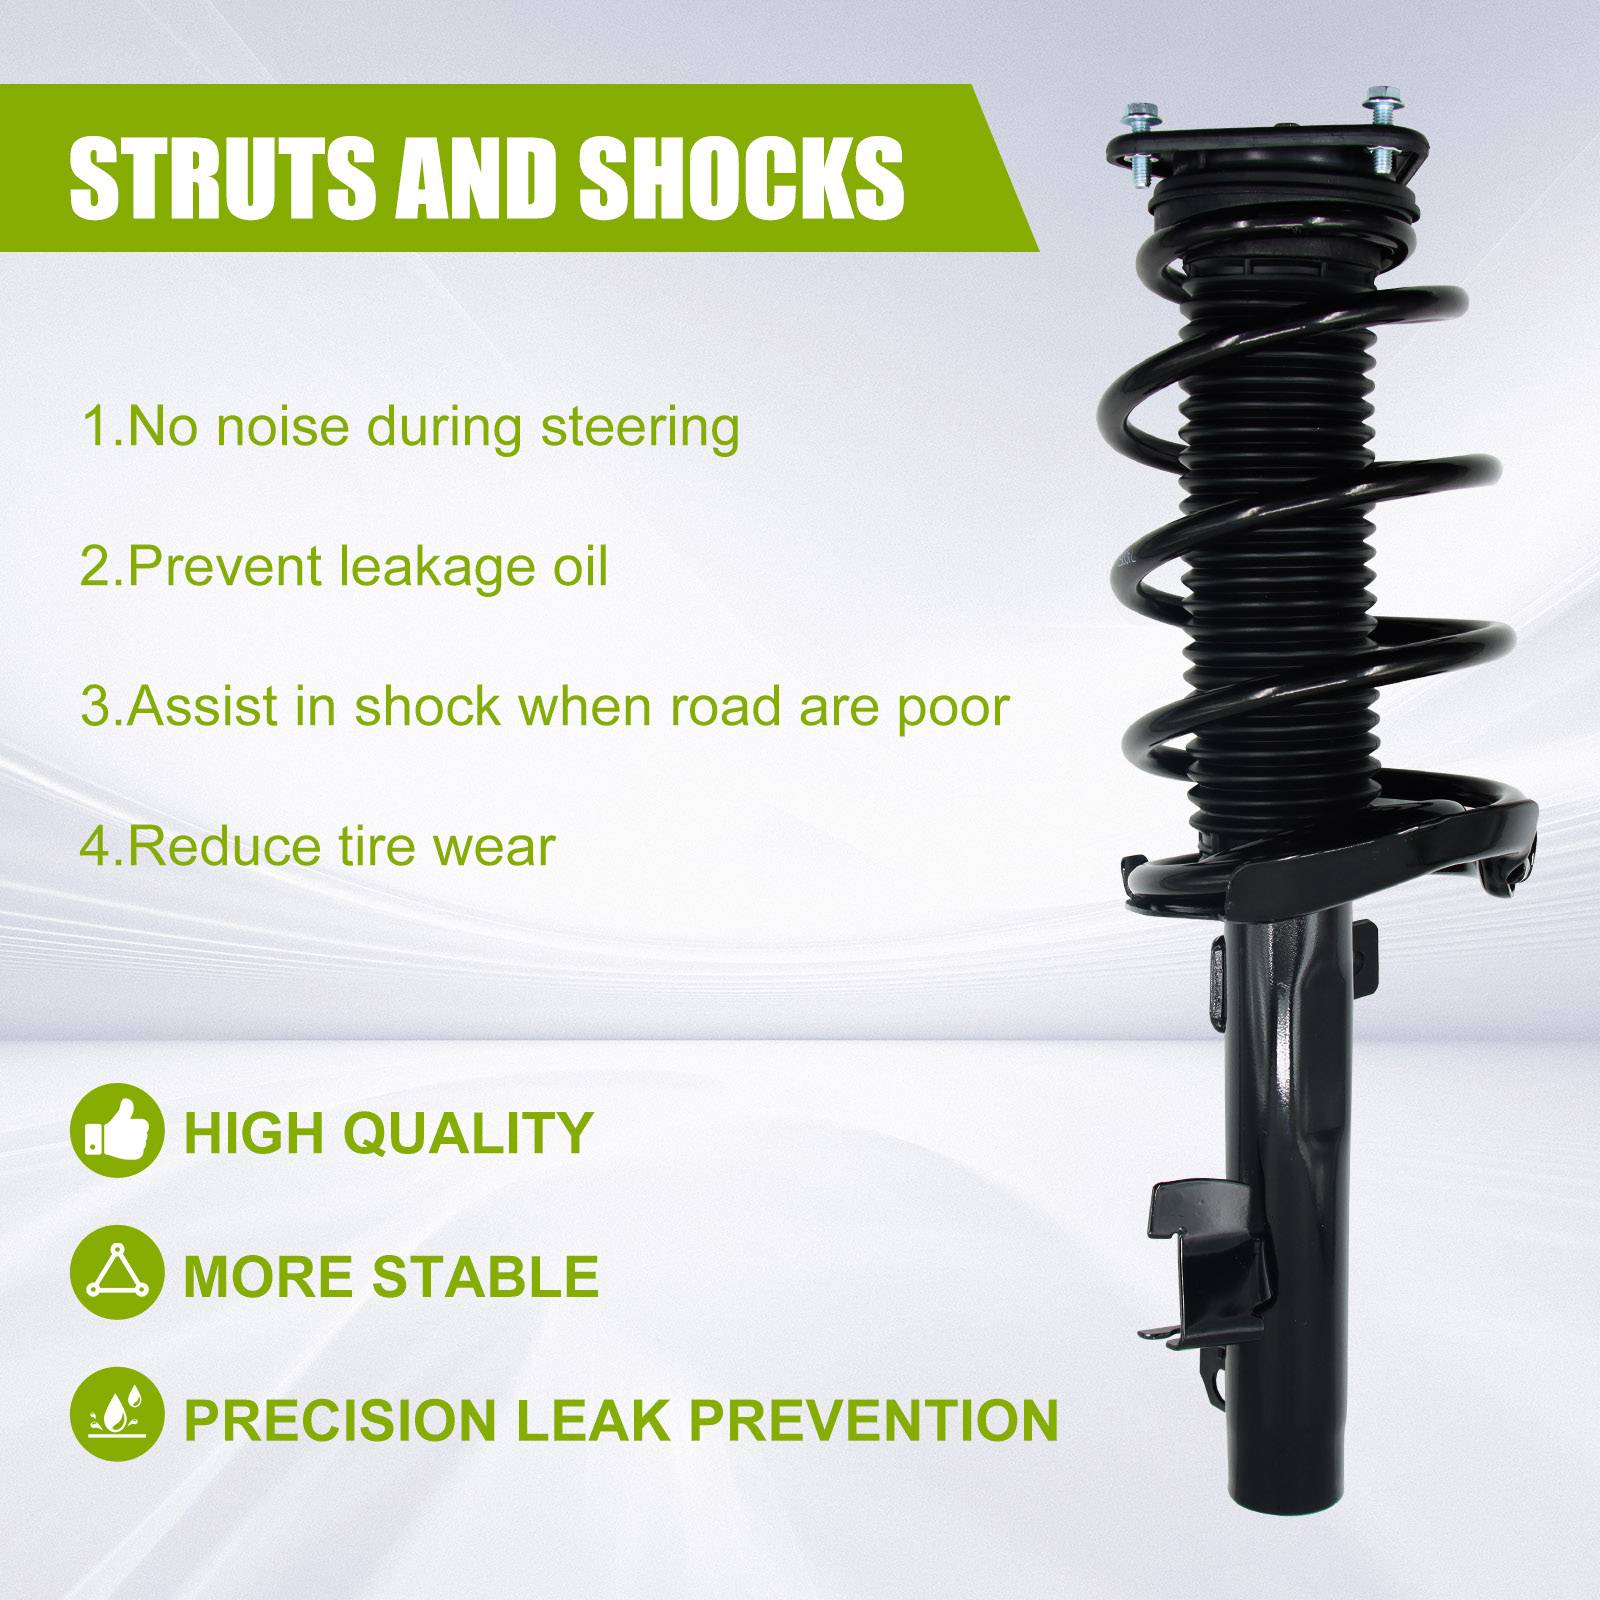 STRUTS AND SHOCKS
1.No noise during steering
2.Prevent leakage oil
3.Assist in shock when road are poor
4.Reduce tire wear
HIGH QUALITY
MORE STABLE
PRECISION LEAK PREVENTION